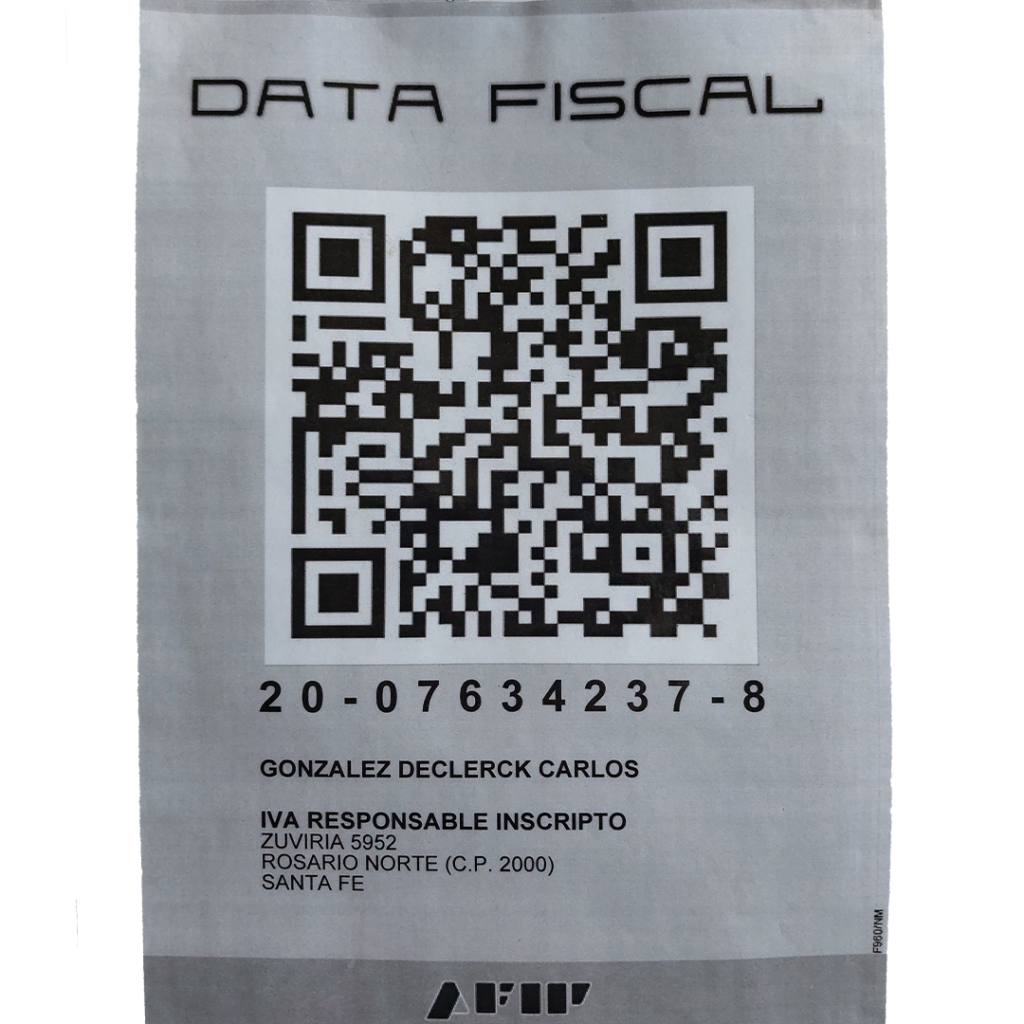 DATA FISCAL
20-07634237-8
GONZALEZ DECLERCK CARLOS
IVA RESPONSABLE INSCRIPTO
ZUVIRIA 5952
ROSARIO NORTE (C.P. 2000)
SANTA FE
F960/NM
AFIP